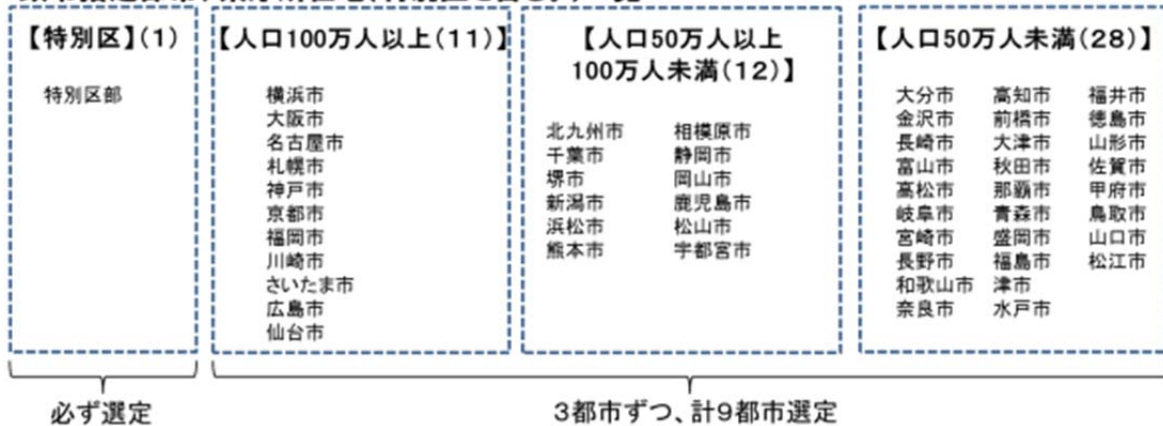 【特別区】(1)
特別区部
【人口100万人以上(11)】
横浜市
大阪市
名古屋市
札幌市
神戸市
京都市
福岡市
川崎市
さいたま市
広島市
仙台市
【人口50万人以上
100万人未満(12)】
北九州市 相模原市
千葉市 静岡市
堺市 岡山市
新潟市 鹿児島市
浜松市 松山市
熊本市 宇都宮市
【人口50万人未満(28)】
大分市 高知市 福井市
金沢市 前橋市 徳島市
長崎市 大津市 山形市
富山市 秋田市 佐賀市
高松市 那覇市 甲府市
岐阜市 青森市 鳥取市
宮崎市 盛岡市 山口市
長野市 福島市 松江市
和歌山市 津市
奈良市 水戸市
必ず選定
3都市ずつ、計9都市選定